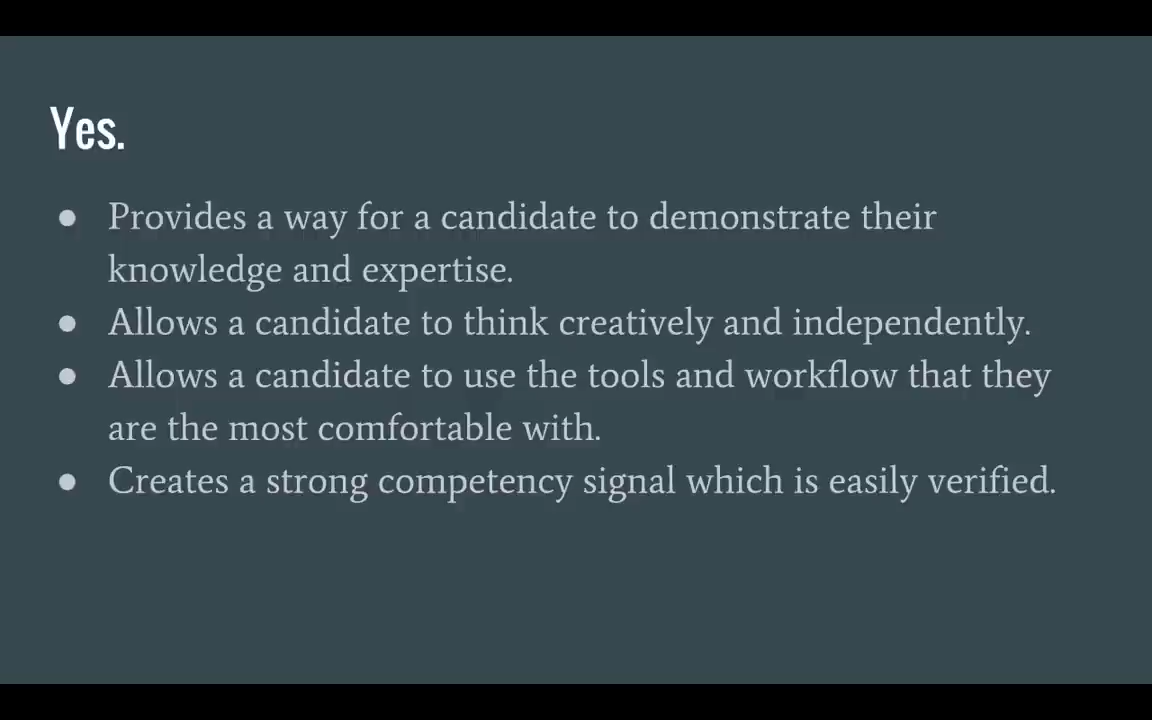 Yes.
● Provides a way for a candidate to demonstrate their
knowledge and expertise.
● Allows a candidate to think creatively and independently.
● Allows a candidate to use the tools and workflow that they
are the most comfortable with.
● Creates a strong competency signal which is easily verified.